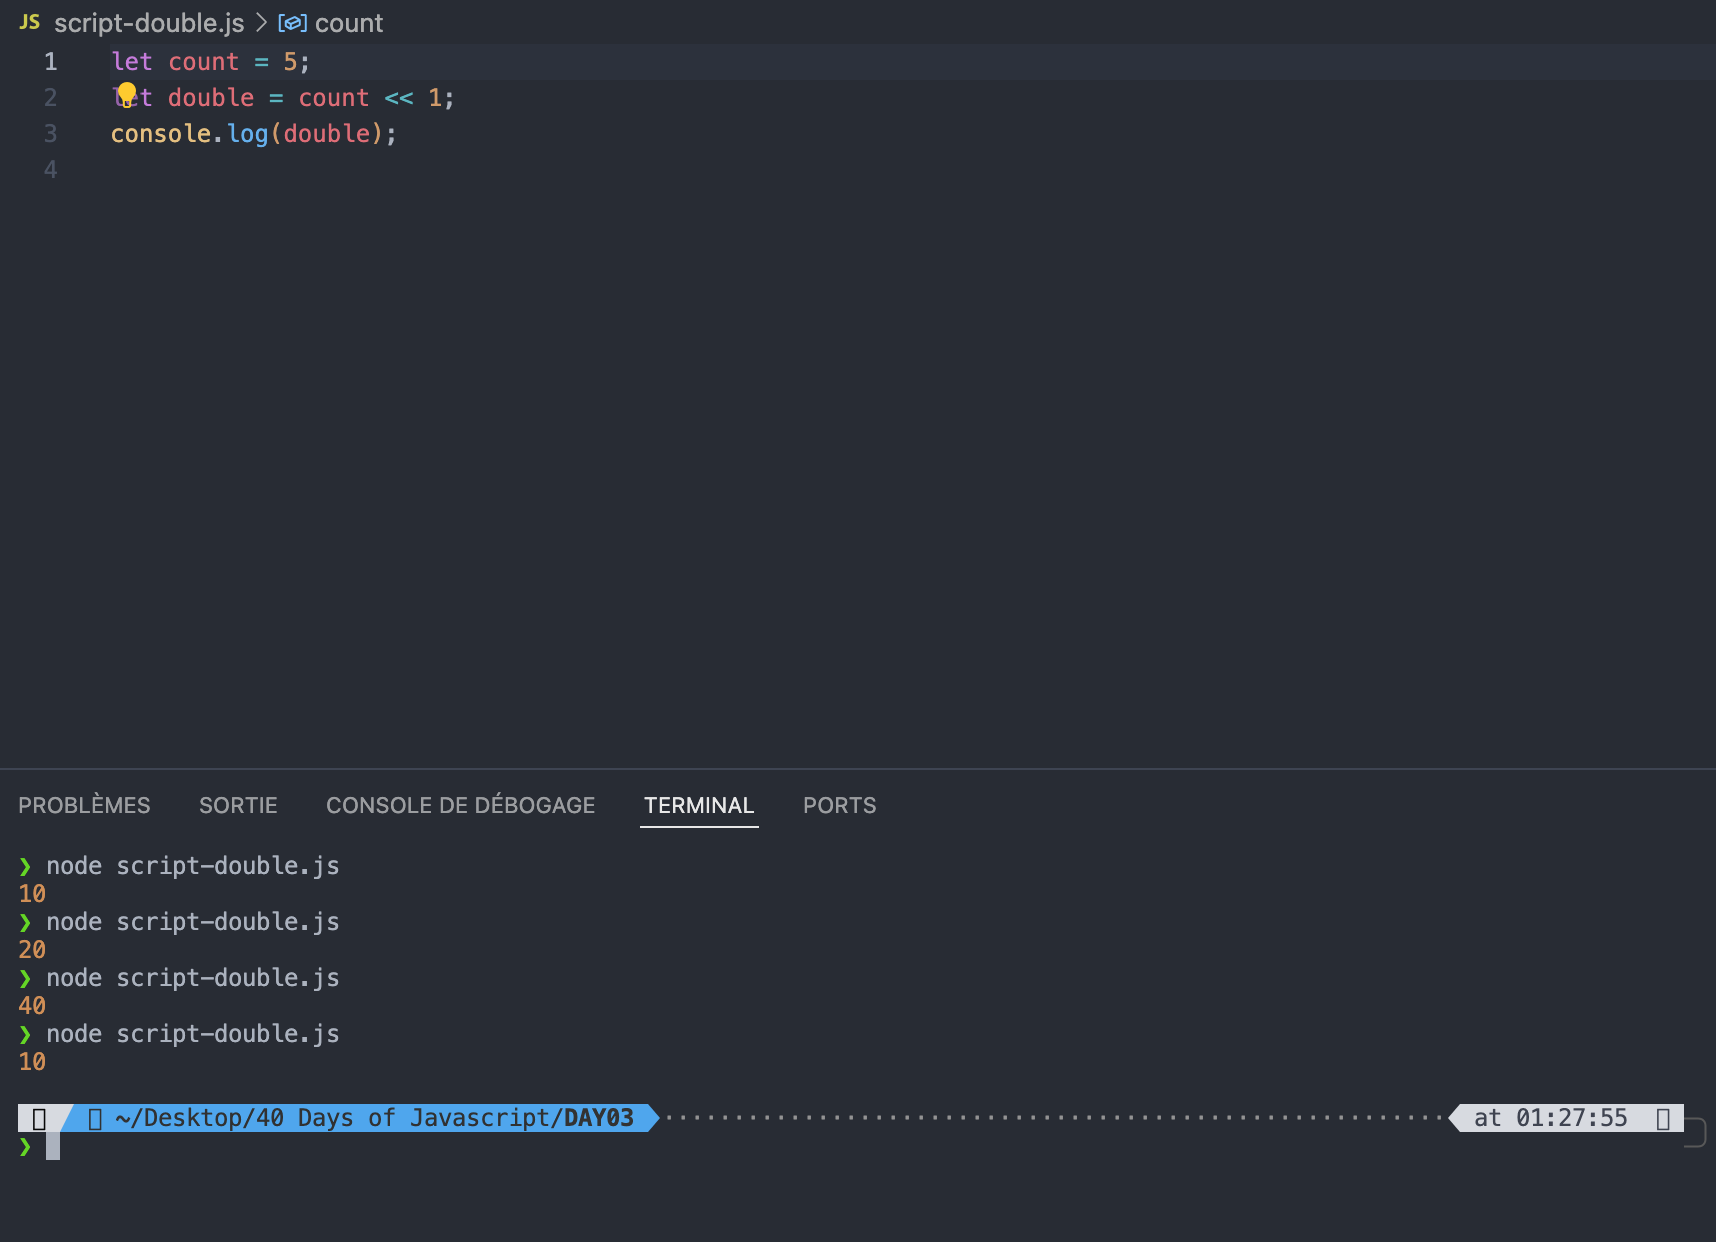 JS script-double.js > count
1 let count = 5;
2 let double = count << 1;
3 console.log(double);
4
PROBLÈMES SORTIE CONSOLE DE DÉBOGAGE TERMINAL PORTS
❯ node script-double.js
10
❯ node script-double.js
20
❯ node script-double.js
40
❯ node script-double.js
10
~/Desktop/40 Days of Javascript/DAY03 at 01:27:55
❯